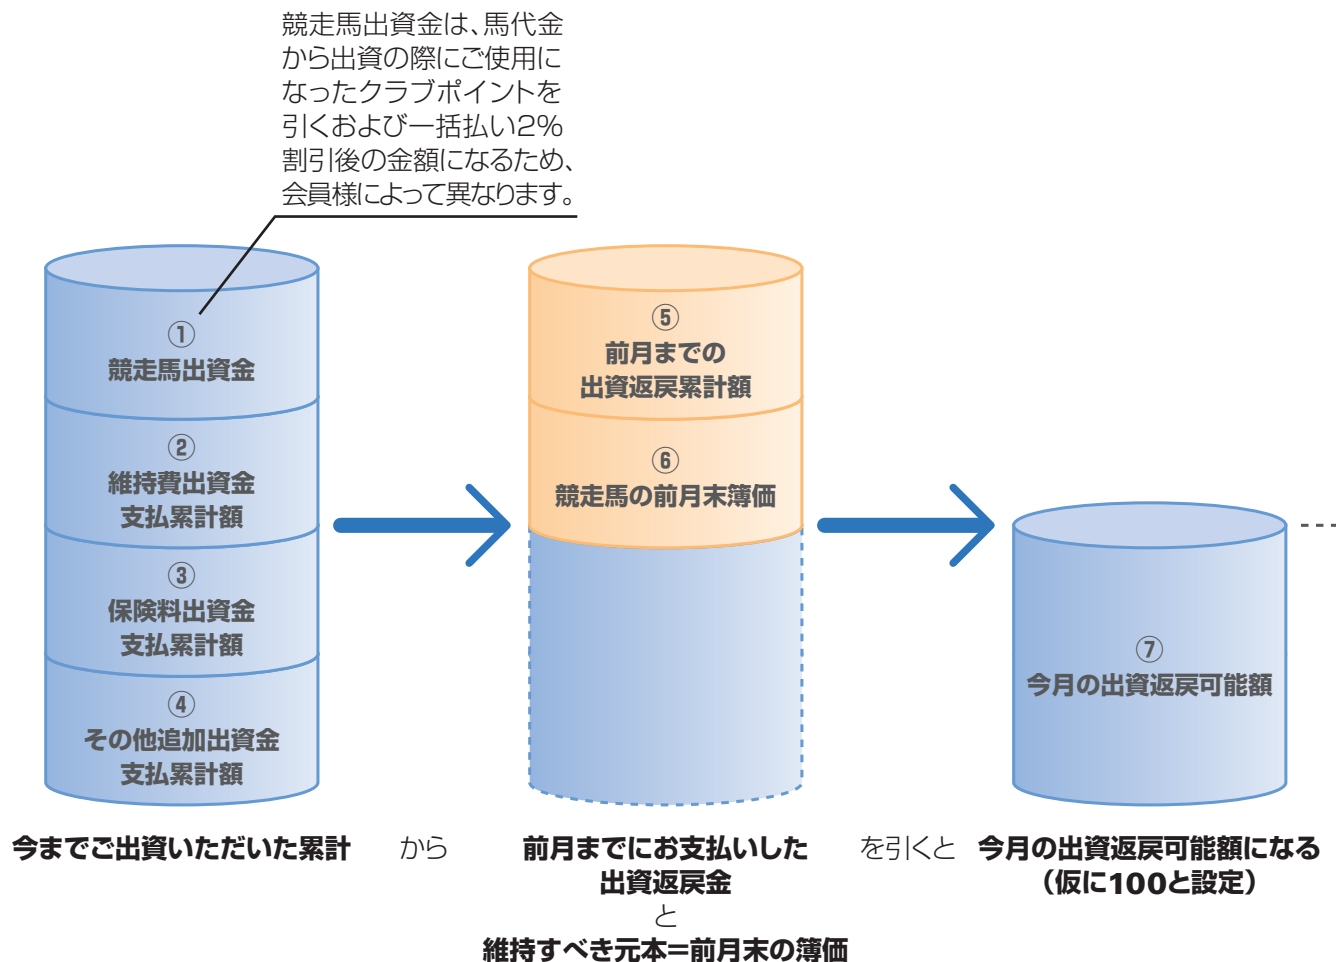 競走馬出資金は、馬代金
から出資の際にご使用に
なったクラブポイントを
引くおよび一括払い2%
割引後の金額になるため、
会員様によって異なります。
①
競走馬出資金
②
維持費出資金
支払累計額
③
保険料出資金
支払累計額
④
その他追加出資金
支払累計額
今までご出資いただいた累計
から
⑤
前月までの
出資返戻累計額
⑥
競走馬の前月末簿価
前月までにお支払いした
出資返戻金
と
維持すべき元本=前月末の簿価
を引くと
⑦
今月の出資返戻可能額
今月の出資返戻可能額になる
(仮に100と設定)